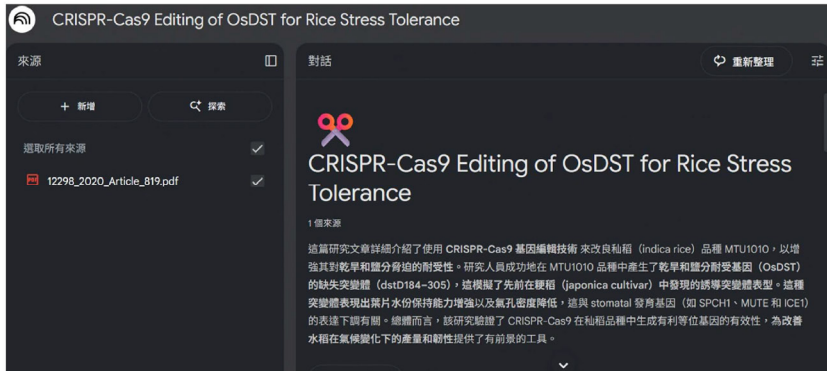 CRISPR-Cas9 Editing of OsDST for Rice Stress Tolerance
來源
對話
重新整理
+ 新增
探索
選取所有來源
PDF
12298_2020_Article_819.pdf
CRISPR-Cas9 Editing of OsDST for Rice Stress
Tolerance
1 個來源
這篇研究文章詳細介紹了使用 CRISPR-Cas9 基因編輯技術 來改良秈稻（indica rice）品種 MTU1010，以增
強其對乾旱和鹽分脅迫的耐受性。研究人員成功地在 MTU1010 品種中產生了乾旱和鹽分耐受基因（OsDST）
的缺失突變體（dstD184–305），這模擬了先前在粳稻（japonica cultivar）中發現的誘導突變體表型。這種
突變體表現出葉片水份保持能力增強以及氣孔密度降低，這與 stomatal 發育基因（如 SPCH1、MUTE 和 ICE1）
的表達下調有關。總體而言，該研究驗證了 CRISPR-Cas9 在秈稻品種中生成有利等位基因的有效性，為改善
水稻在氣候變化下的產量和韌性提供了有前景的工具。